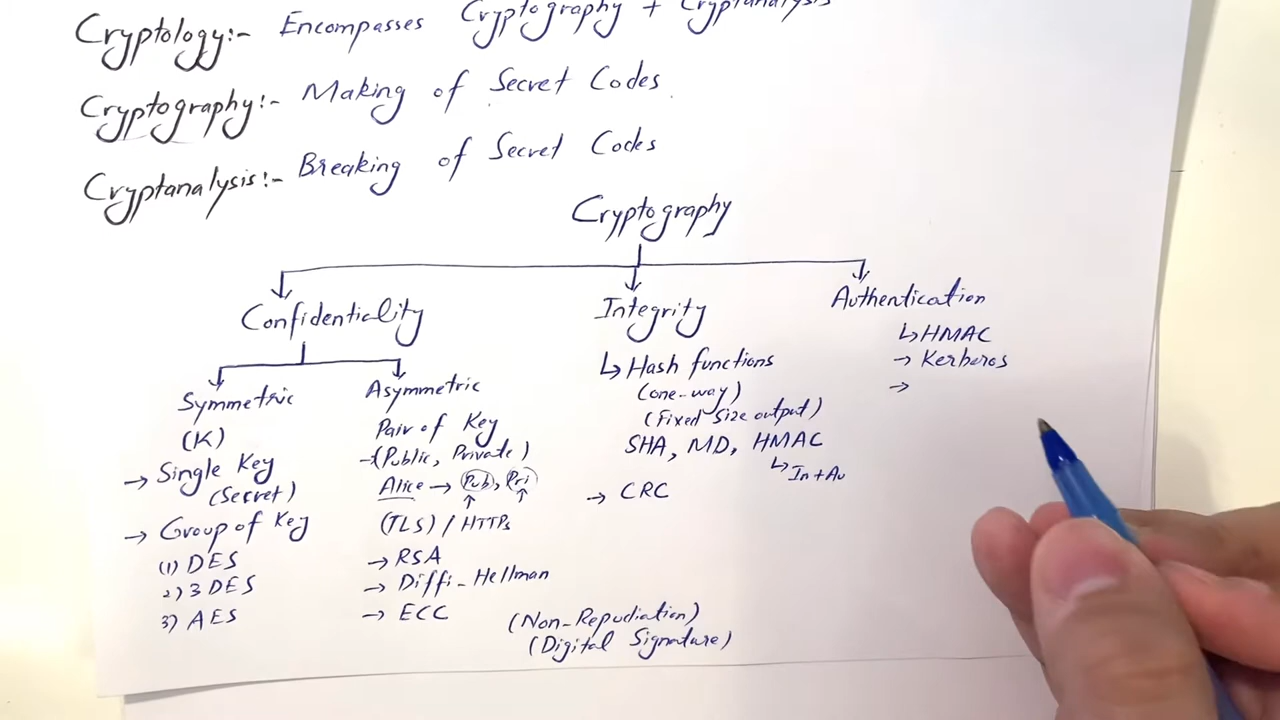 Cryptology:- Encompasses Cryptography + Cryptanalysis
Cryptography:- Making of Secret Codes
Cryptanalysis:- Breaking of Secret Codes
Cryptography
Confidenticlity
Symmetric
(K)
→ Single Key
(Secret)
→ Group of Key
(1) DES
2) 3 DES
3) AES
Asymmetric
Pair of Key
→(Public, Private)
Alice → Pub, Pri
(TLS) / HTTPs
→ RSA
→ Diffi-Hellman
→ ECC
(Non-Repudiation)
(Digital Signature)
Integrity
↳ Hash functions
(one-way)
(Fixed Size output)
SHA, MD, HMAC
↳ In + Au
→ CRC
Authentication
↳ HMAC
→ Kerberos
→